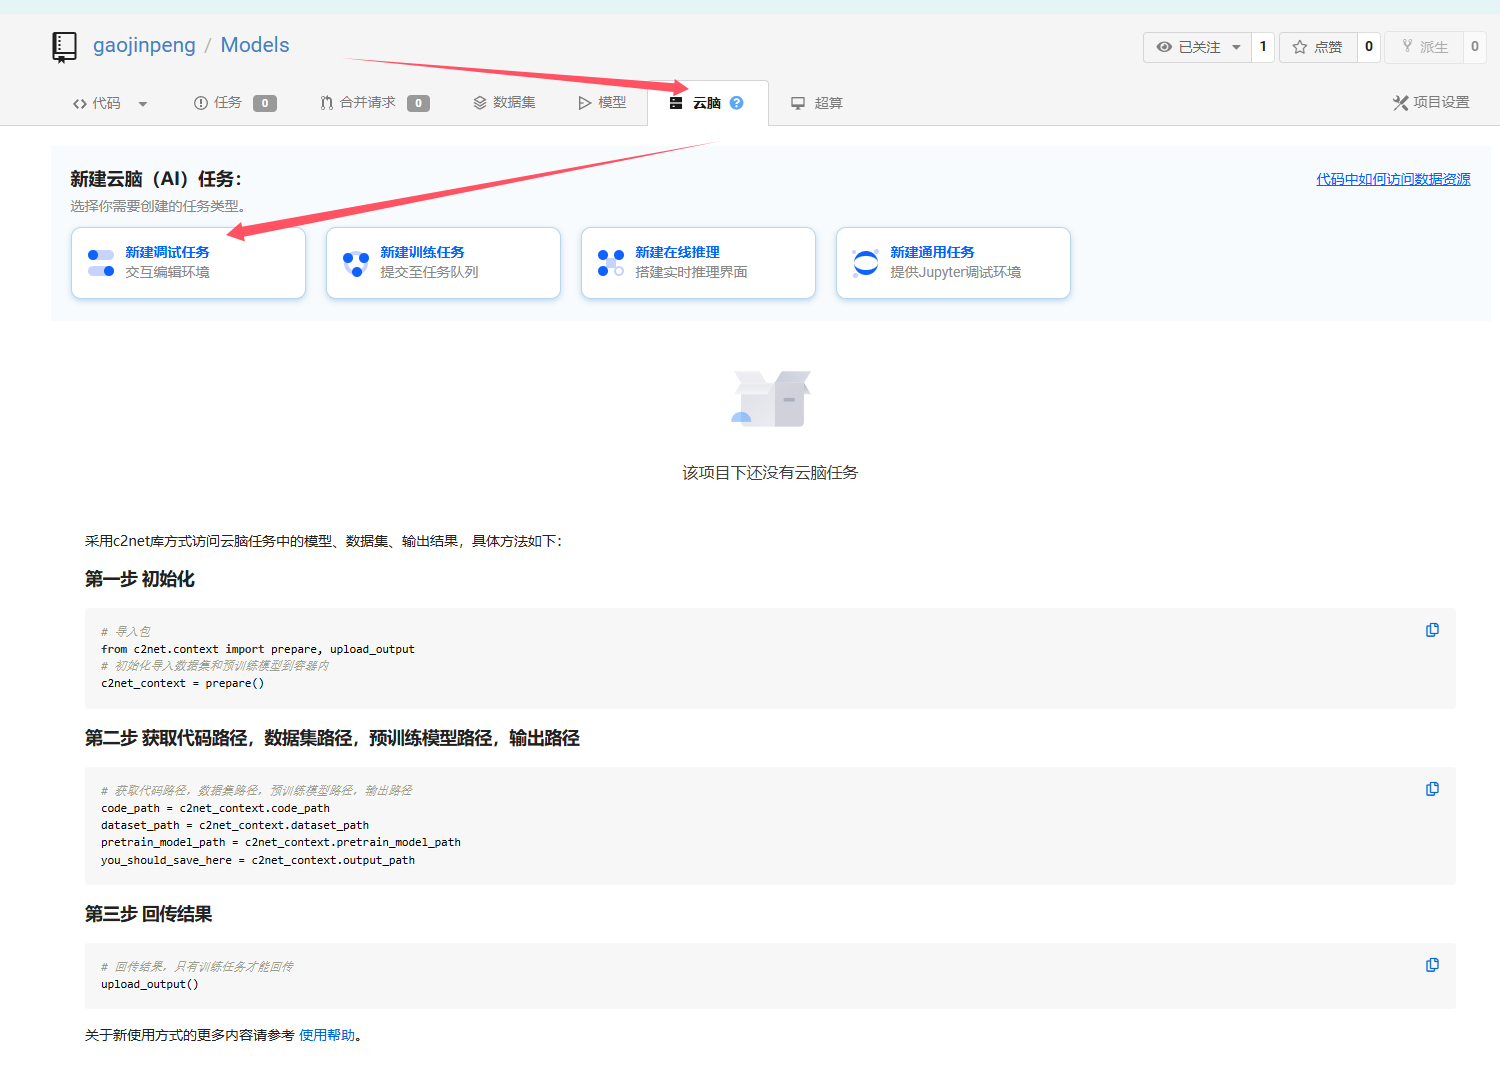 gaojinpeng / Models
已关注 1 点赞 0 派生 0
代码 任务 0 合并请求 0 数据集 模型 云脑 ? 超算 项目设置
新建云脑（AI）任务：
代码中如何访问数据资源
选择你需要创建的任务类型。
新建调试任务
交互编辑环境
新建训练任务
提交至任务队列
新建在线推理
搭建实时推理界面
新建通用任务
提供Jupyter调试环境
该项目下还没有云脑任务
采用c2net库方式访问云脑任务中的模型、数据集、输出结果，具体方法如下：
第一步 初始化
# 导入包
from c2net.context import prepare, upload_output
# 初始化导入数据集和预训练模型到容器内
c2net_context = prepare()
第二步 获取代码路径，数据集路径，预训练模型路径，输出路径
# 获取代码路径，数据集路径，预训练模型路径，输出路径
code_path = c2net_context.code_path
dataset_path = c2net_context.dataset_path
pretrain_model_path = c2net_context.pretrain_model_path
you_should_save_here = c2net_context.output_path
第三步 回传结果
# 回传结果，只有训练任务才能回传
upload_output()
关于新使用方式的更多内容请参考 使用帮助。